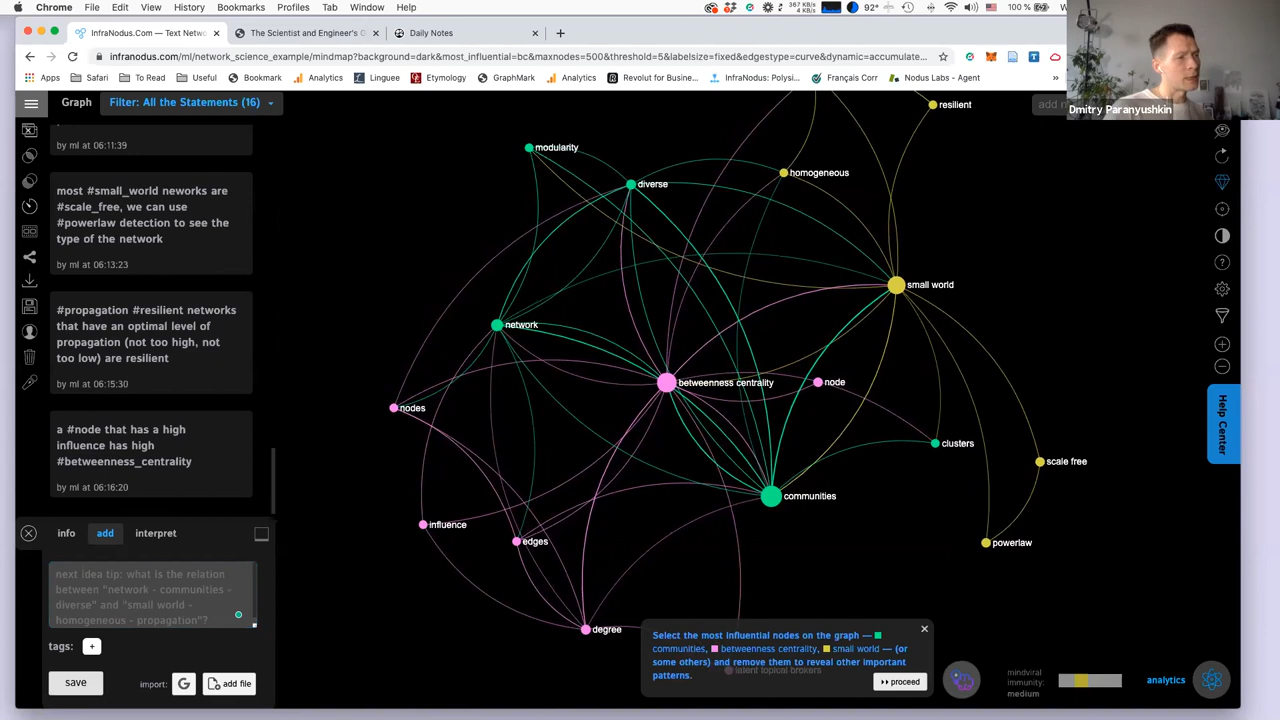 Chrome File Edit View History Bookmarks Profiles Tab Window Help
367 KB/s
4 KB/s
92°
100 %
InfraNodus.Com — Text Netw
The Scientist and Engineer's G
Daily Notes
infranodus.com/ml/network_science_example/mindmap?background=dark&most_influential=bc&maxnodes=500&threshold=5&labelsize=fixed&edgestype=curve&dynamic=accumulate...
Apps Safari To Read Useful Bookmark Analytics Linguee Etymology GraphMark Analytics Revolut for Busine... InfraNodus: Polysi... Français Corr Nodus Labs - Agent
Dmitry Paranyushkin
Graph Filter: All the Statements (16)
add n
by ml at 06:11:39
most #small_world neworks are
#scale_free, we can use
#powerlaw detection to see the
type of the network
by ml at 06:13:23
#propagation #resilient networks
that have an optimal level of
propagation (not too high, not
too low) are resilient
by ml at 06:15:30
a #node that has a high
influence has high
#betweenness_centrality
by ml at 06:16:20
info add interpret
next idea tip: what is the relation
between "network - communities -
diverse" and "small world -
homogeneous - propagation"?
tags: +
save
import: G add file
resilient
modularity
homogeneous
diverse
small world
network
betweenness centrality
node
nodes
clusters
scale free
communities
influence
edges
powerlaw
degree
Select the most influential nodes on the graph —
communities, betweenness centrality, small world — (or
some others) and remove them to reveal other important
patterns.
latent topical brokers
proceed
mindviral
immunity:
medium
analytics
Help Center